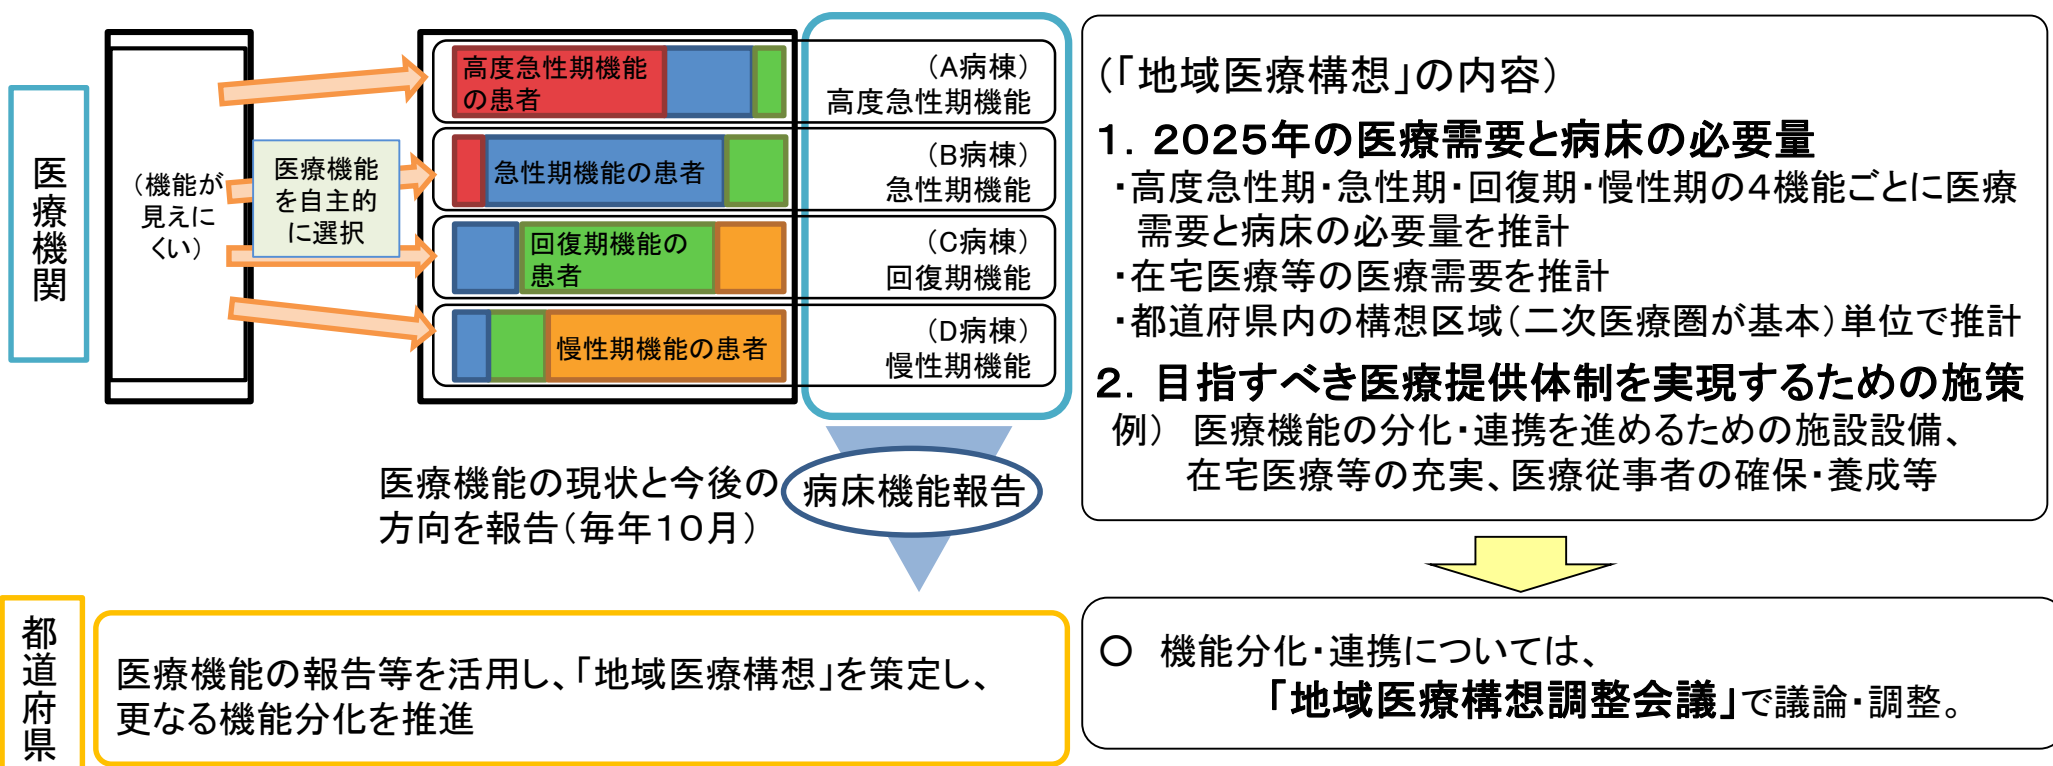 医療機関
(機能が
見えに
くい)
医療機能
を自主的
に選択
高度急性期機能
の患者
(A病棟)
高度急性期機能
急性期機能の患者
(B病棟)
急性期機能
回復期機能の
患者
(C病棟)
回復期機能
慢性期機能の患者
(D病棟)
慢性期機能
医療機能の現状と今後の
方向を報告(毎年10月)
病床機能報告
都道府県
医療機能の報告等を活用し、「地域医療構想」を策定し、
更なる機能分化を推進
(「地域医療構想」の内容)
1．2025年の医療需要と病床の必要量
・高度急性期・急性期・回復期・慢性期の4機能ごとに医療
需要と病床の必要量を推計
・在宅医療等の医療需要を推計
・都道府県内の構想区域(二次医療圏が基本)単位で推計
2．目指すべき医療提供体制を実現するための施策
例) 医療機能の分化・連携を進めるための施設設備、
在宅医療等の充実、医療従事者の確保・養成等
○ 機能分化・連携については、
「地域医療構想調整会議」で議論・調整。